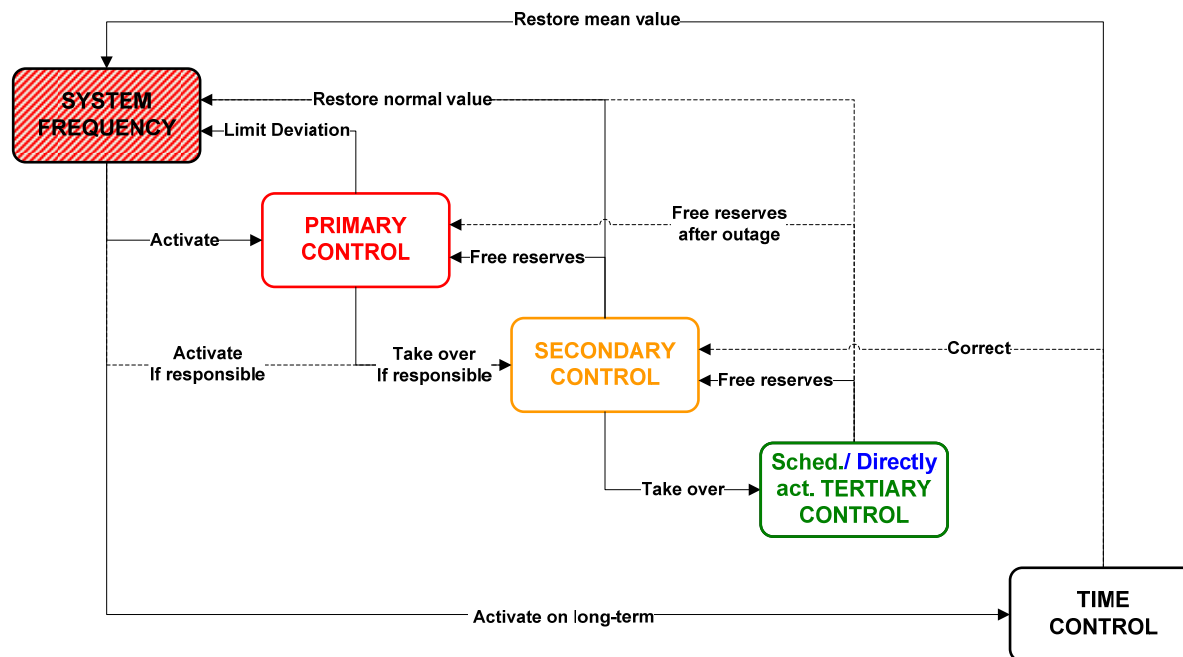 Restore mean value
SYSTEM
FREQUENCY
Restore normal value
Limit Deviation
PRIMARY
CONTROL
Free reserves
after outage
Activate
Free reserves
Activate
If responsible
Take over
If responsible
SECONDARY
CONTROL
Correct
Free reserves
Sched./ Directly
act. TERTIARY
CONTROL
Take over
Activate on long-term
TIME
CONTROL